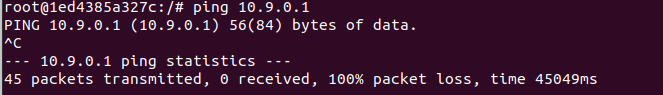 root@1ed4385a327c:/# ping 10.9.0.1
PING 10.9.0.1 (10.9.0.1) 56(84) bytes of data.
^C
--- 10.9.0.1 ping statistics ---
45 packets transmitted, 0 received, 100% packet loss, time 45049ms